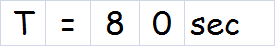 T = 80 sec